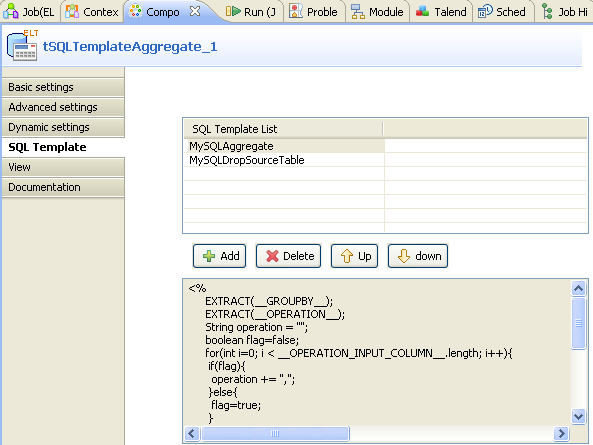 Job(EL Contex Compo Run (J Proble Module Talend Sched Job Hi
ELT
tSQLTemplateAggregate_1
Basic settings
Advanced settings
Dynamic settings
SQL Template
View
Documentation
SQL Template List
MySQLAggregate
MySQLDropSourceTable
Add Delete Up down
<%
EXTRACT(__GROUPBY__);
EXTRACT(__OPERATION__);
String operation = "";
boolean flag=false;
for(int i=0; i < __OPERATION_INPUT_COLUMN__.length; i++){
if(flag){
operation += ",";
}else{
flag=true;
}